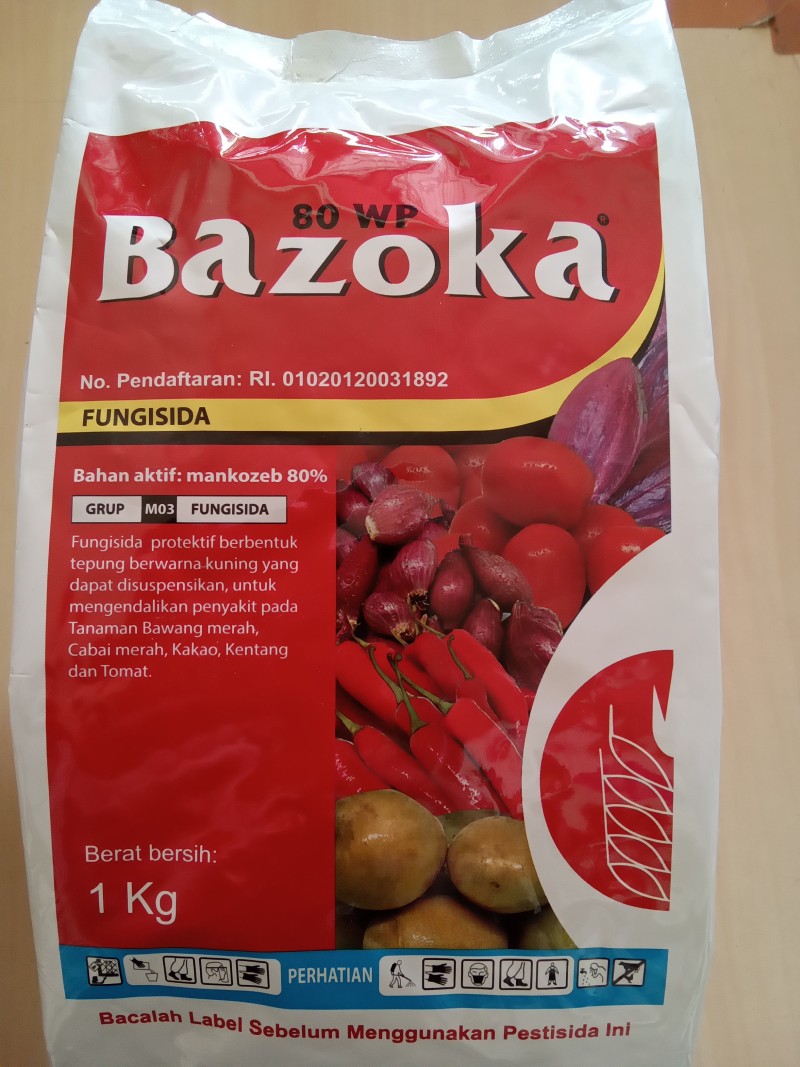 80 WP
Bazoka
No. Pendaftaran: RI. 01020120031892
FUNGISIDA
Bahan aktif: mankozeb 80%
GRUP M03 FUNGISIDA
Fungisida protektif berbentuk
tepung berwarna kuning yang
dapat disuspensikan, untuk
mengendalikan penyakit pada
Tanaman Bawang merah,
Cabai merah, Kakao, Kentang
dan Tomat.
Berat bersih:
1 Kg
PERHATIAN
Bacalah Label Sebelum Menggunakan Pestisida Ini